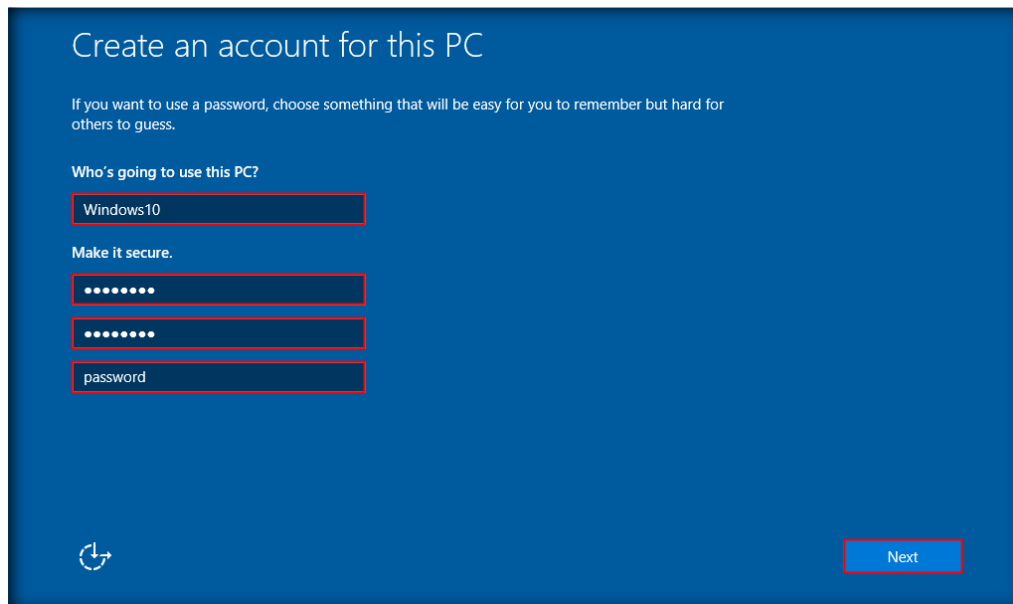 Create an account for this PC
If you want to use a password, choose something that will be easy for you to remember but hard for
others to guess.
Who's going to use this PC?
Windows10
Make it secure.
••••••••
••••••••
password
Next